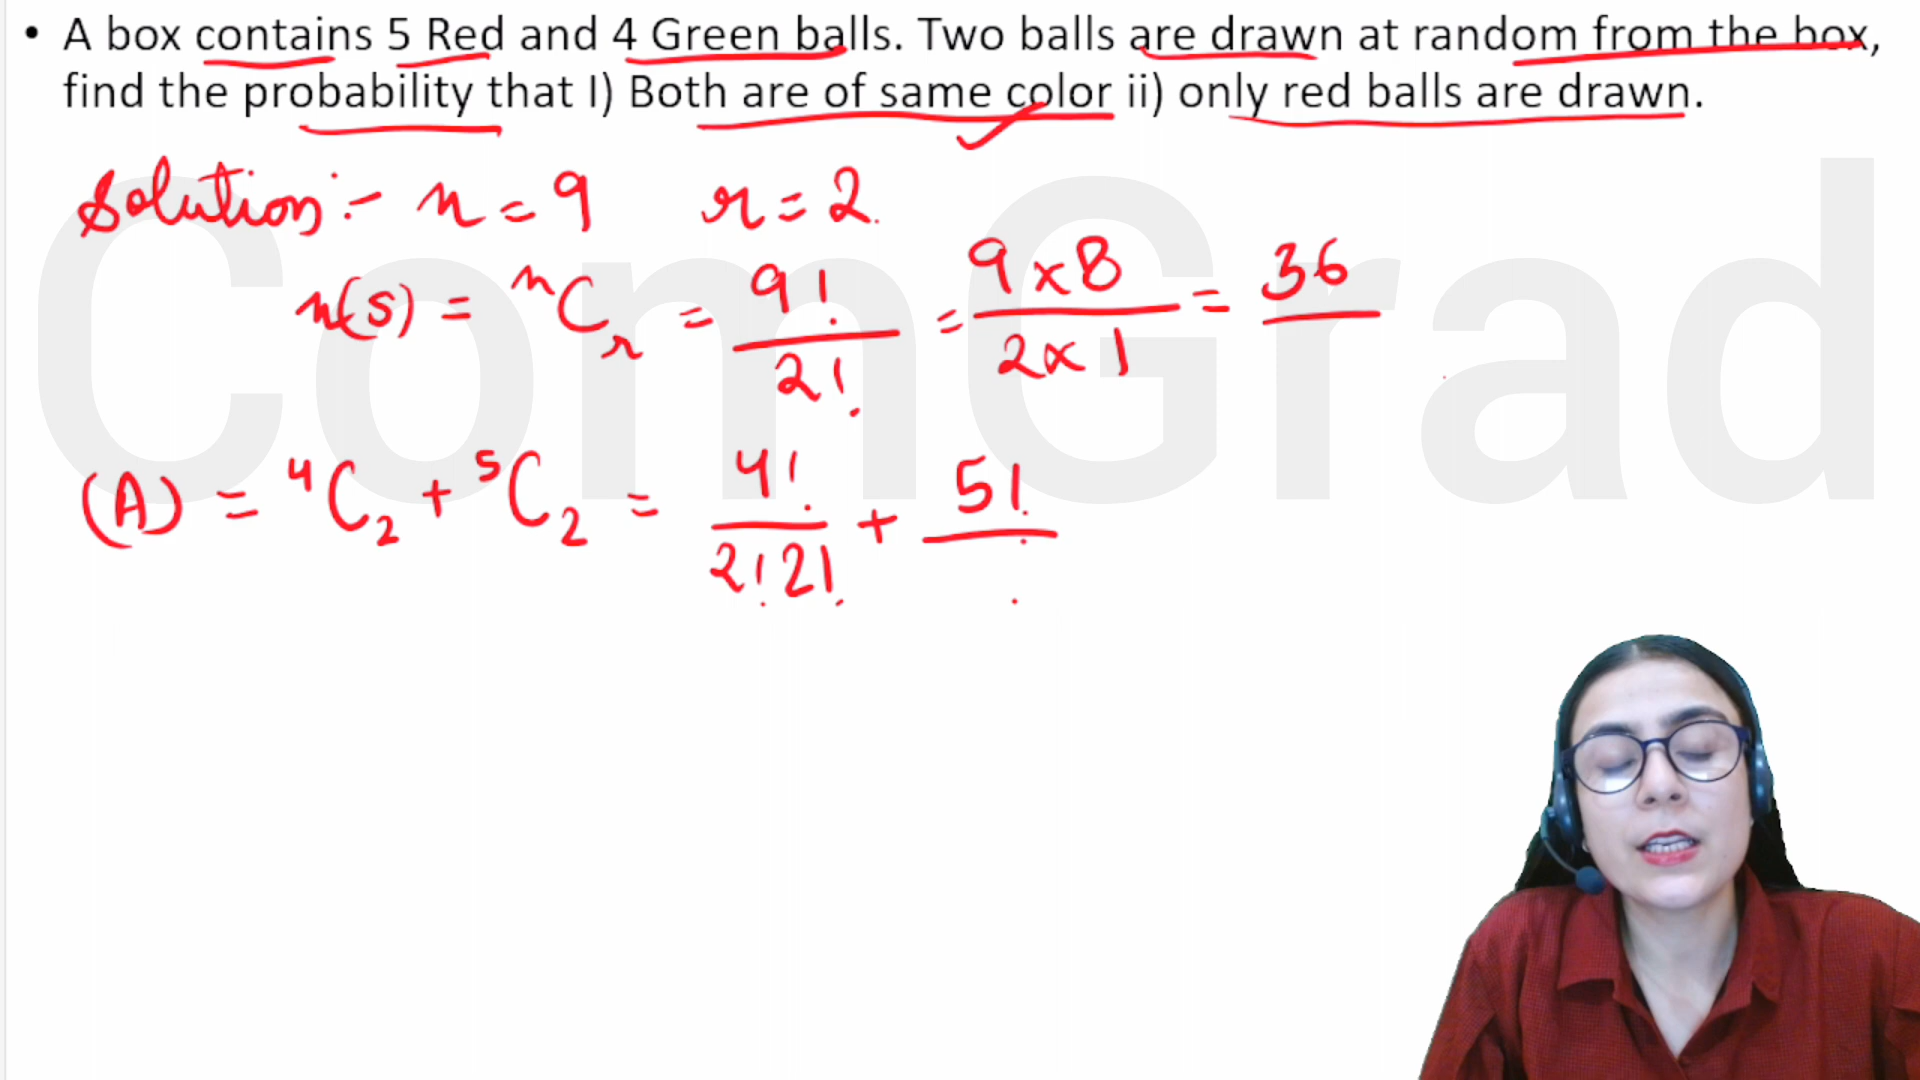 • A box contains 5 Red and 4 Green balls. Two balls are drawn at random from the box,
find the probability that I) Both are of same color ii) only red balls are drawn.
Solution:- n = 9 r = 2.
n(s) = ⁿCᵣ = 9!/2! = 9 x 8/2 x 1 = 36
(A) = ⁴C₂ + ⁵C₂ = 4!/2!2! + 5!
ComGrad